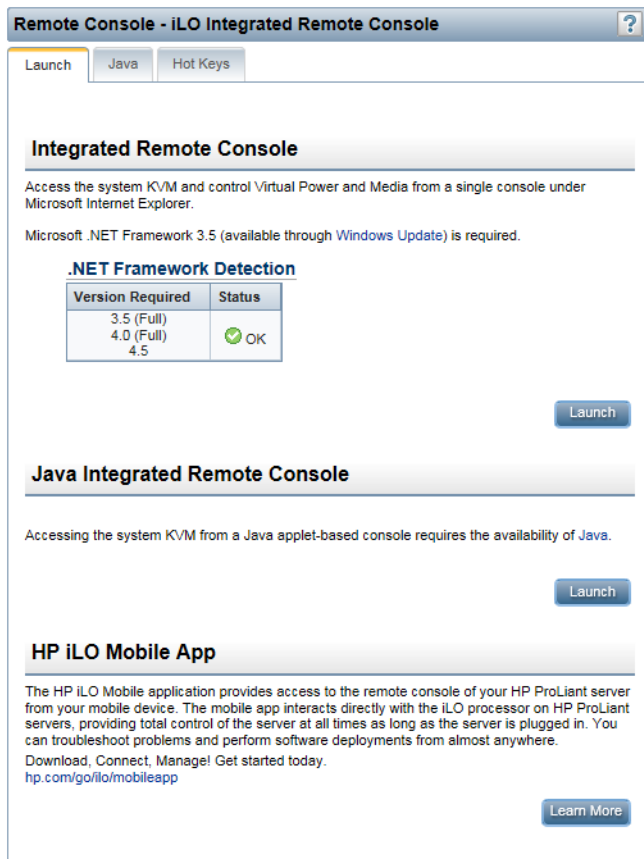 Remote Console - iLO Integrated Remote Console
?
Launch
Java
Hot Keys
Integrated Remote Console
Access the system KVM and control Virtual Power and Media from a single console under
Microsoft Internet Explorer.
Microsoft .NET Framework 3.5 (available through Windows Update) is required.
.NET Framework Detection
Version Required
Status
3.5 (Full)
4.0 (Full)
4.5
OK
Launch
Java Integrated Remote Console
Accessing the system KVM from a Java applet-based console requires the availability of Java.
Launch
HP iLO Mobile App
The HP iLO Mobile application provides access to the remote console of your HP ProLiant server
from your mobile device. The mobile app interacts directly with the iLO processor on HP ProLiant
servers, providing total control of the server at all times as long as the server is plugged in. You
can troubleshoot problems and perform software deployments from almost anywhere.
Download, Connect, Manage! Get started today.
hp.com/go/ilo/mobileapp
Learn More